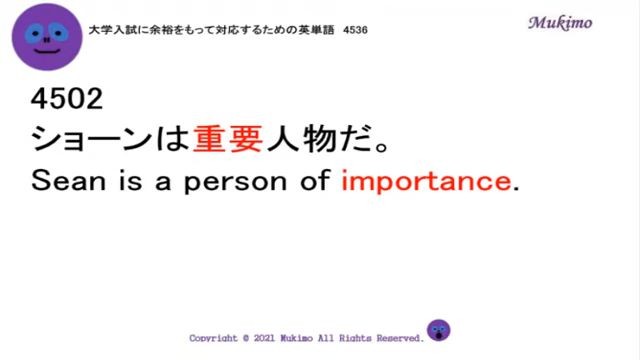 大学入試に余裕をもって対応するための英単語 4536
Mukimo
4502
ショーンは重要人物だ。
Sean is a person of importance.
Copyright © 2021 Mukimo All Rights Reserved.